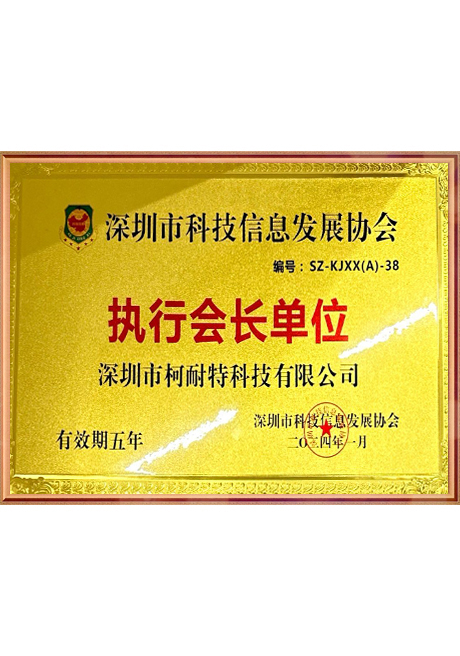 深圳市科技信息发展协会
编号：SZ-KJXX(A)-38
执行会长单位
深圳市柯耐特科技有限公司
深圳市科技信息发展协会
有效期五年
二〇二四年一月